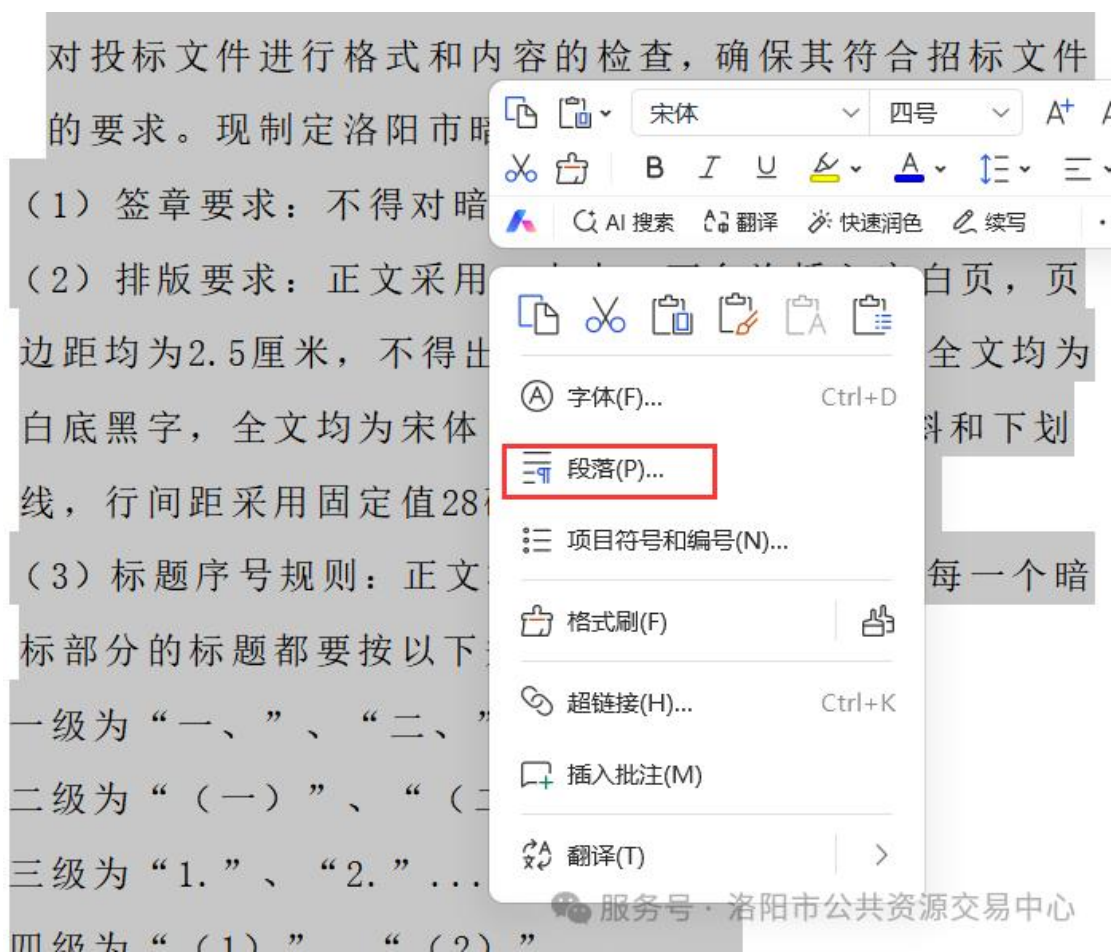 对投标文件进行格式和内容的检查，确保其符合招标文件
的要求。现制定洛阳市暗
宋体 四号 A+
B I U A
AI 搜索 翻译 快速润色 续写
（1）签章要求：不得对暗
（2）排版要求：正文采用 白页，页
边距均为2.5厘米，不得出 全文均为
白底黑字，全文均为宋体 和下划
线，行间距采用固定值28
（3）标题序号规则：正文 每一个暗
标部分的标题都要按以下
一级为“一、”、“二、”
二级为“（一）”、“（
三级为“1.”、“2.”...
四级为“（1）”、“（2）”
字体(F)... Ctrl+D
段落(P)...
项目符号和编号(N)...
格式刷(F)
超链接(H)... Ctrl+K
插入批注(M)
翻译(T)
服务号·洛阳市公共资源交易中心